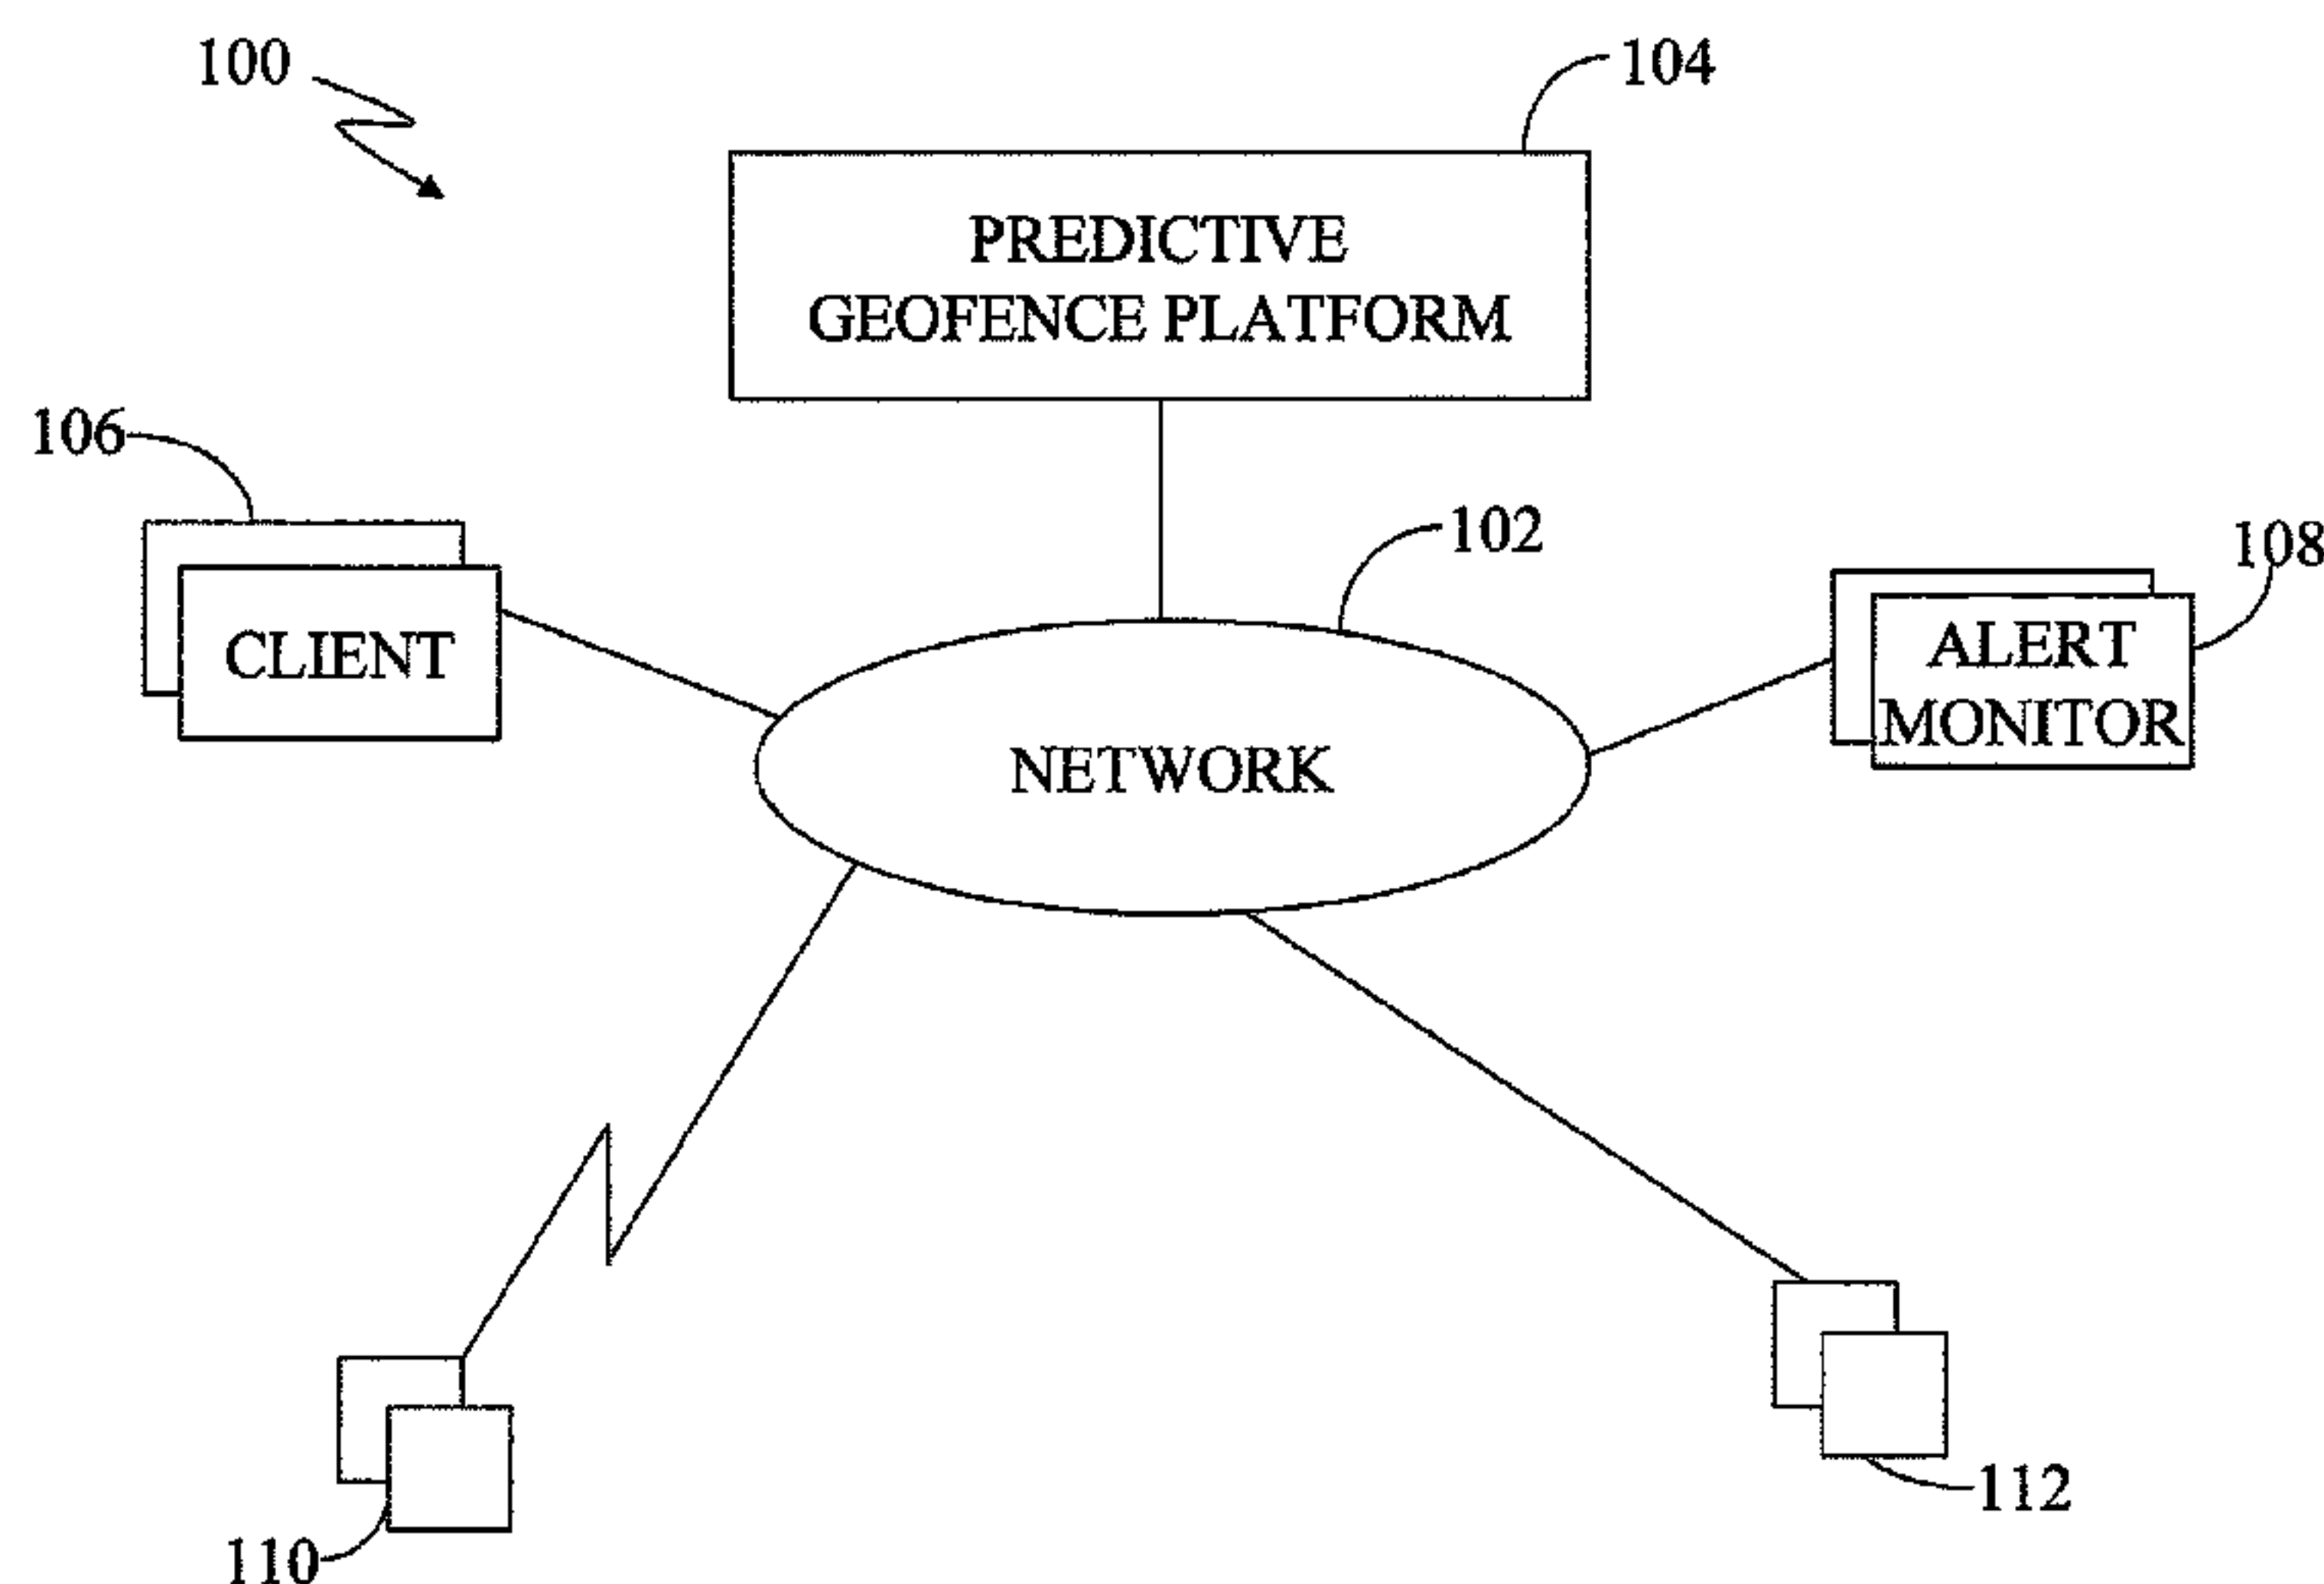 100
104
PREDICTIVE
GEOFENCE PLATFORM
106
102
108
CLIENT
ALERT
MONITOR
NETWORK
112
110